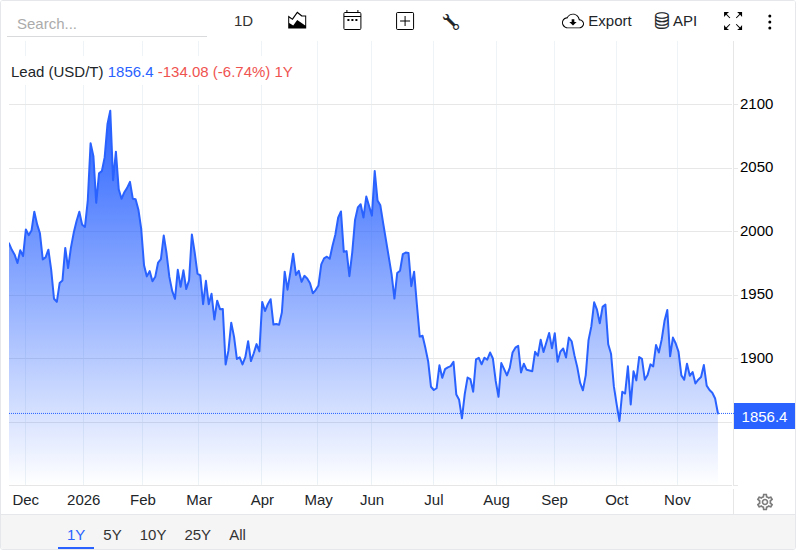 Search... 1D Export API
Lead (USD/T) 1856.4 -134.08 (-6.74%) 1Y
2100
2050
2000
1950
1900
1856.4
Dec 2026 Feb Mar Apr May Jun Jul Aug Sep Oct Nov
1Y 5Y 10Y 25Y All